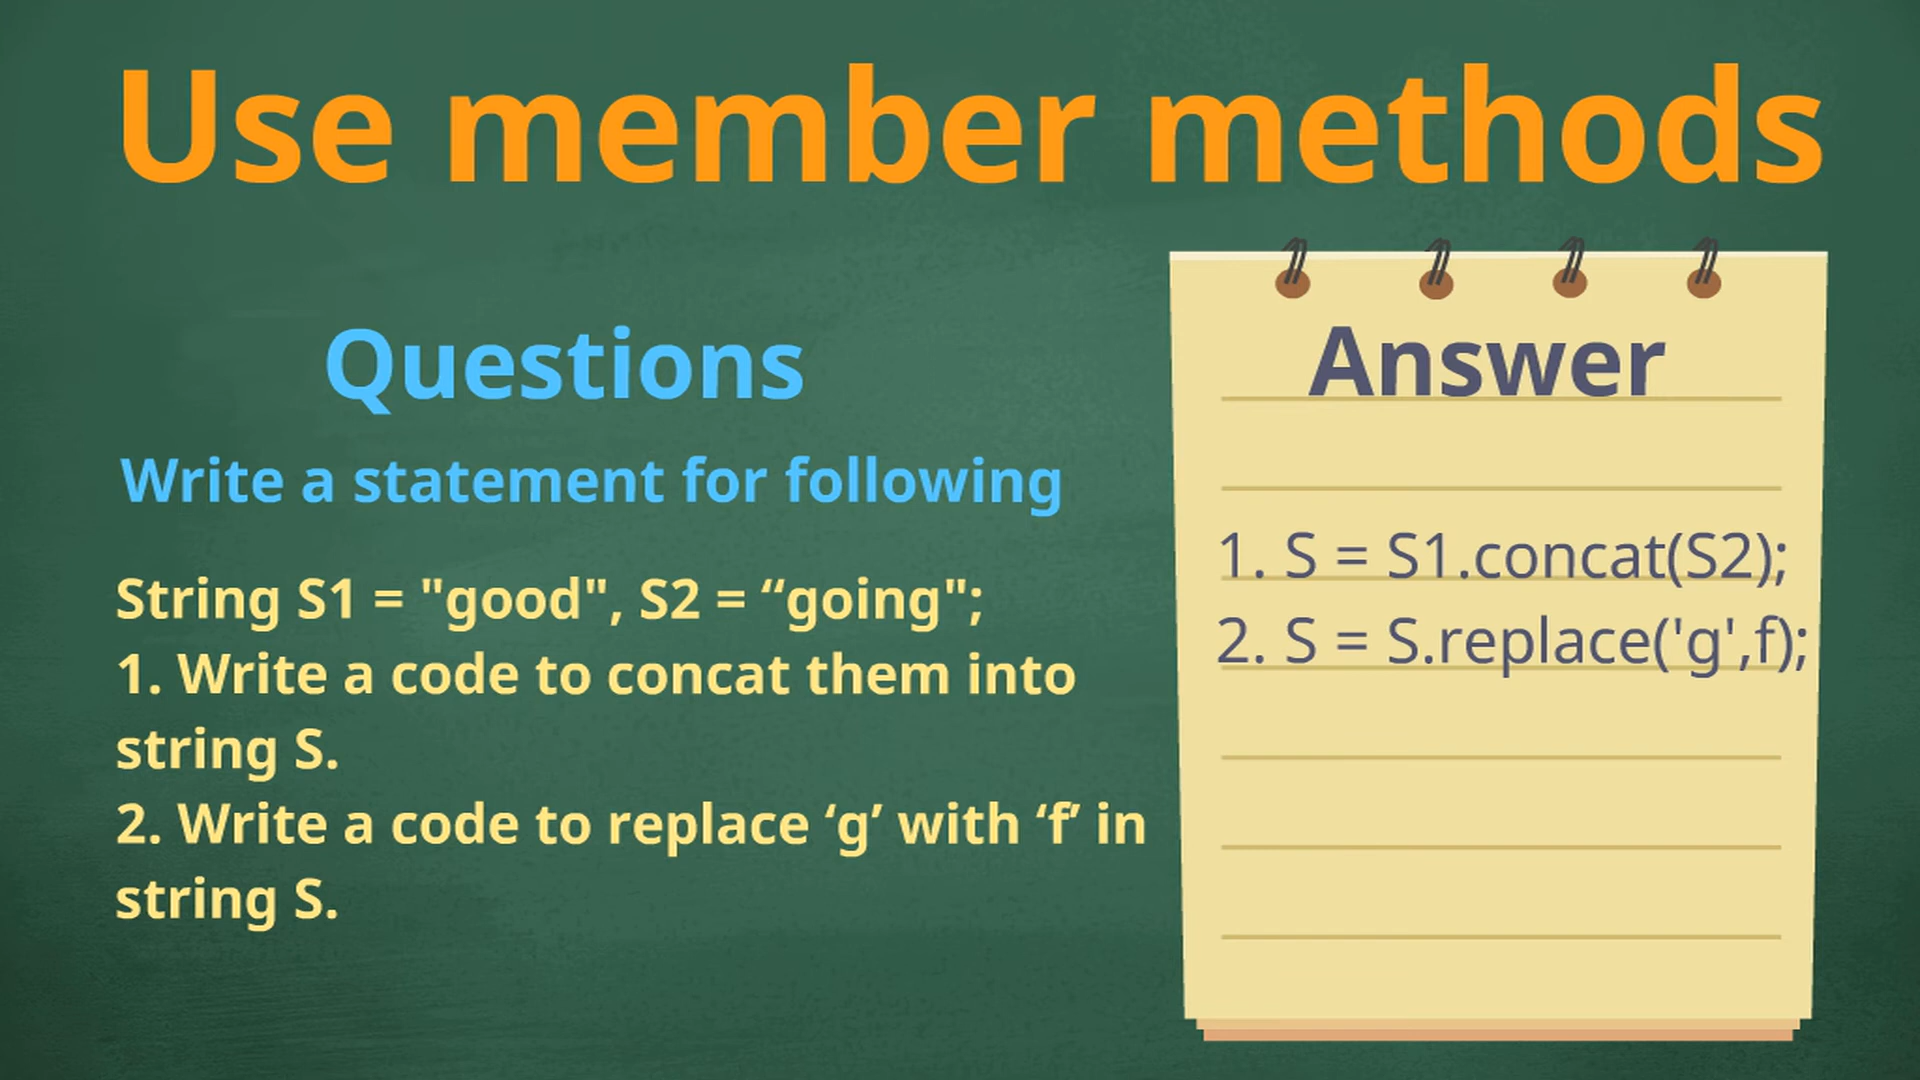 Use member methods
Questions
Write a statement for following
String S1 = "good", S2 = “going";
1. Write a code to concat them into
string S.
2. Write a code to replace ‘g’ with ‘f’ in
string S.
Answer
1. S = S1.concat(S2);
2. S = S.replace('g',f);